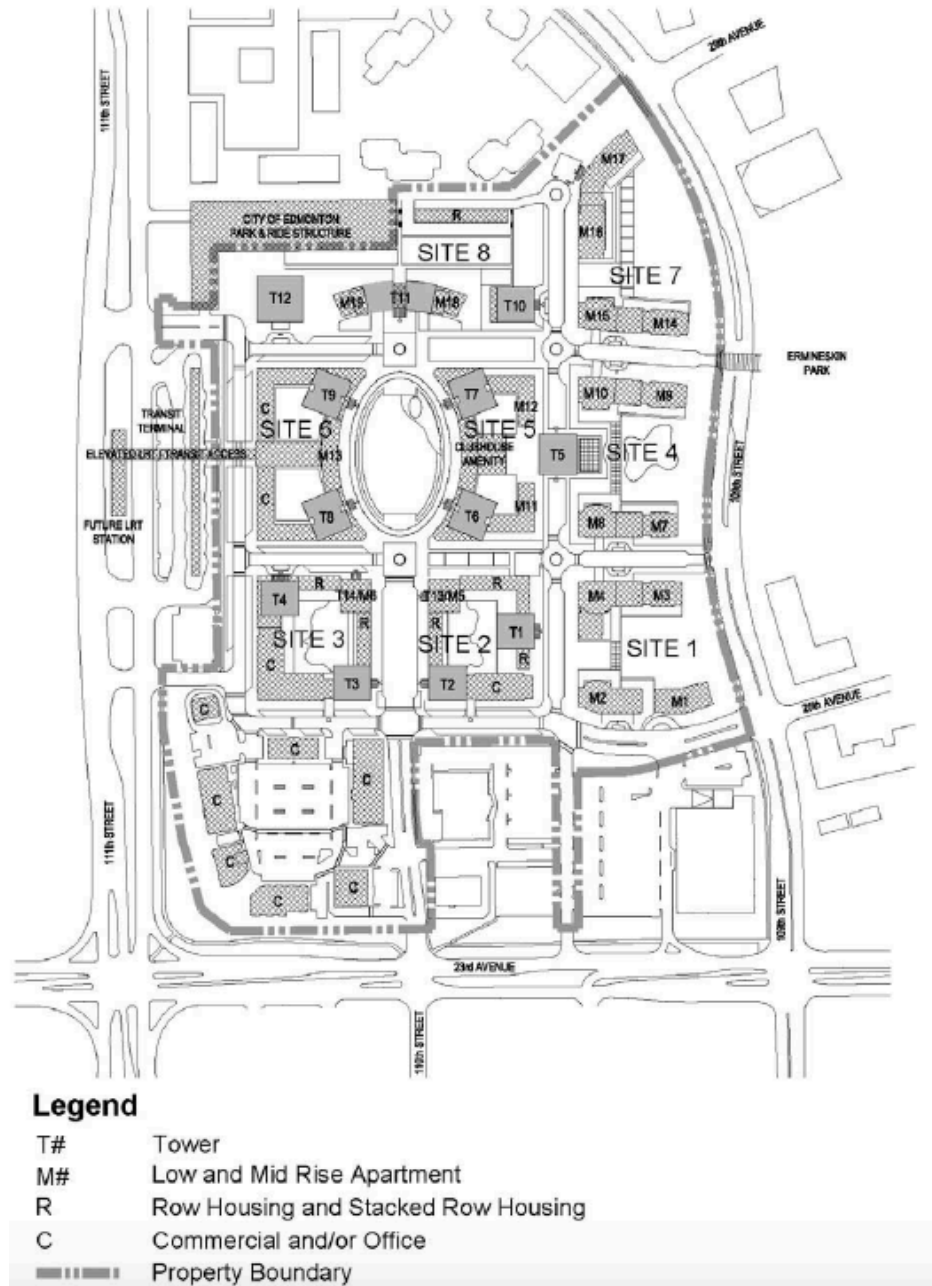 28th AVENUE
111th STREET
M17
CITY OF EDMONTON
PARK & RIDE STRUCTURE
R
SITE 8
M16
SITE 7
T12
M19
T11
M18
T10
M15
M14
ERMINESKIN
PARK
T9
T7
M10
M9
C
M12
TRANSIT
TERMINAL
SITE 6
SITE 5
CLUBHOUSE
AMENITY
T5
SITE 4
ELEVATED LRT / TRANSIT ACCESS
M13
109th STREET
C
T8
T6
M11
M8
M7
FUTURE LRT
STATION
R
R
T4
T14/M6
T13/M5
M4
M3
R
R
T1
SITE 3
SITE 2
SITE 1
C
R
T3
T2
C
M2
M1
C
C
C
C
C
C
C
111th STREET
109th STREET
23rd AVENUE
110th STREET
Legend
T# Tower
M# Low and Mid Rise Apartment
R Row Housing and Stacked Row Housing
C Commercial and/or Office
Property Boundary